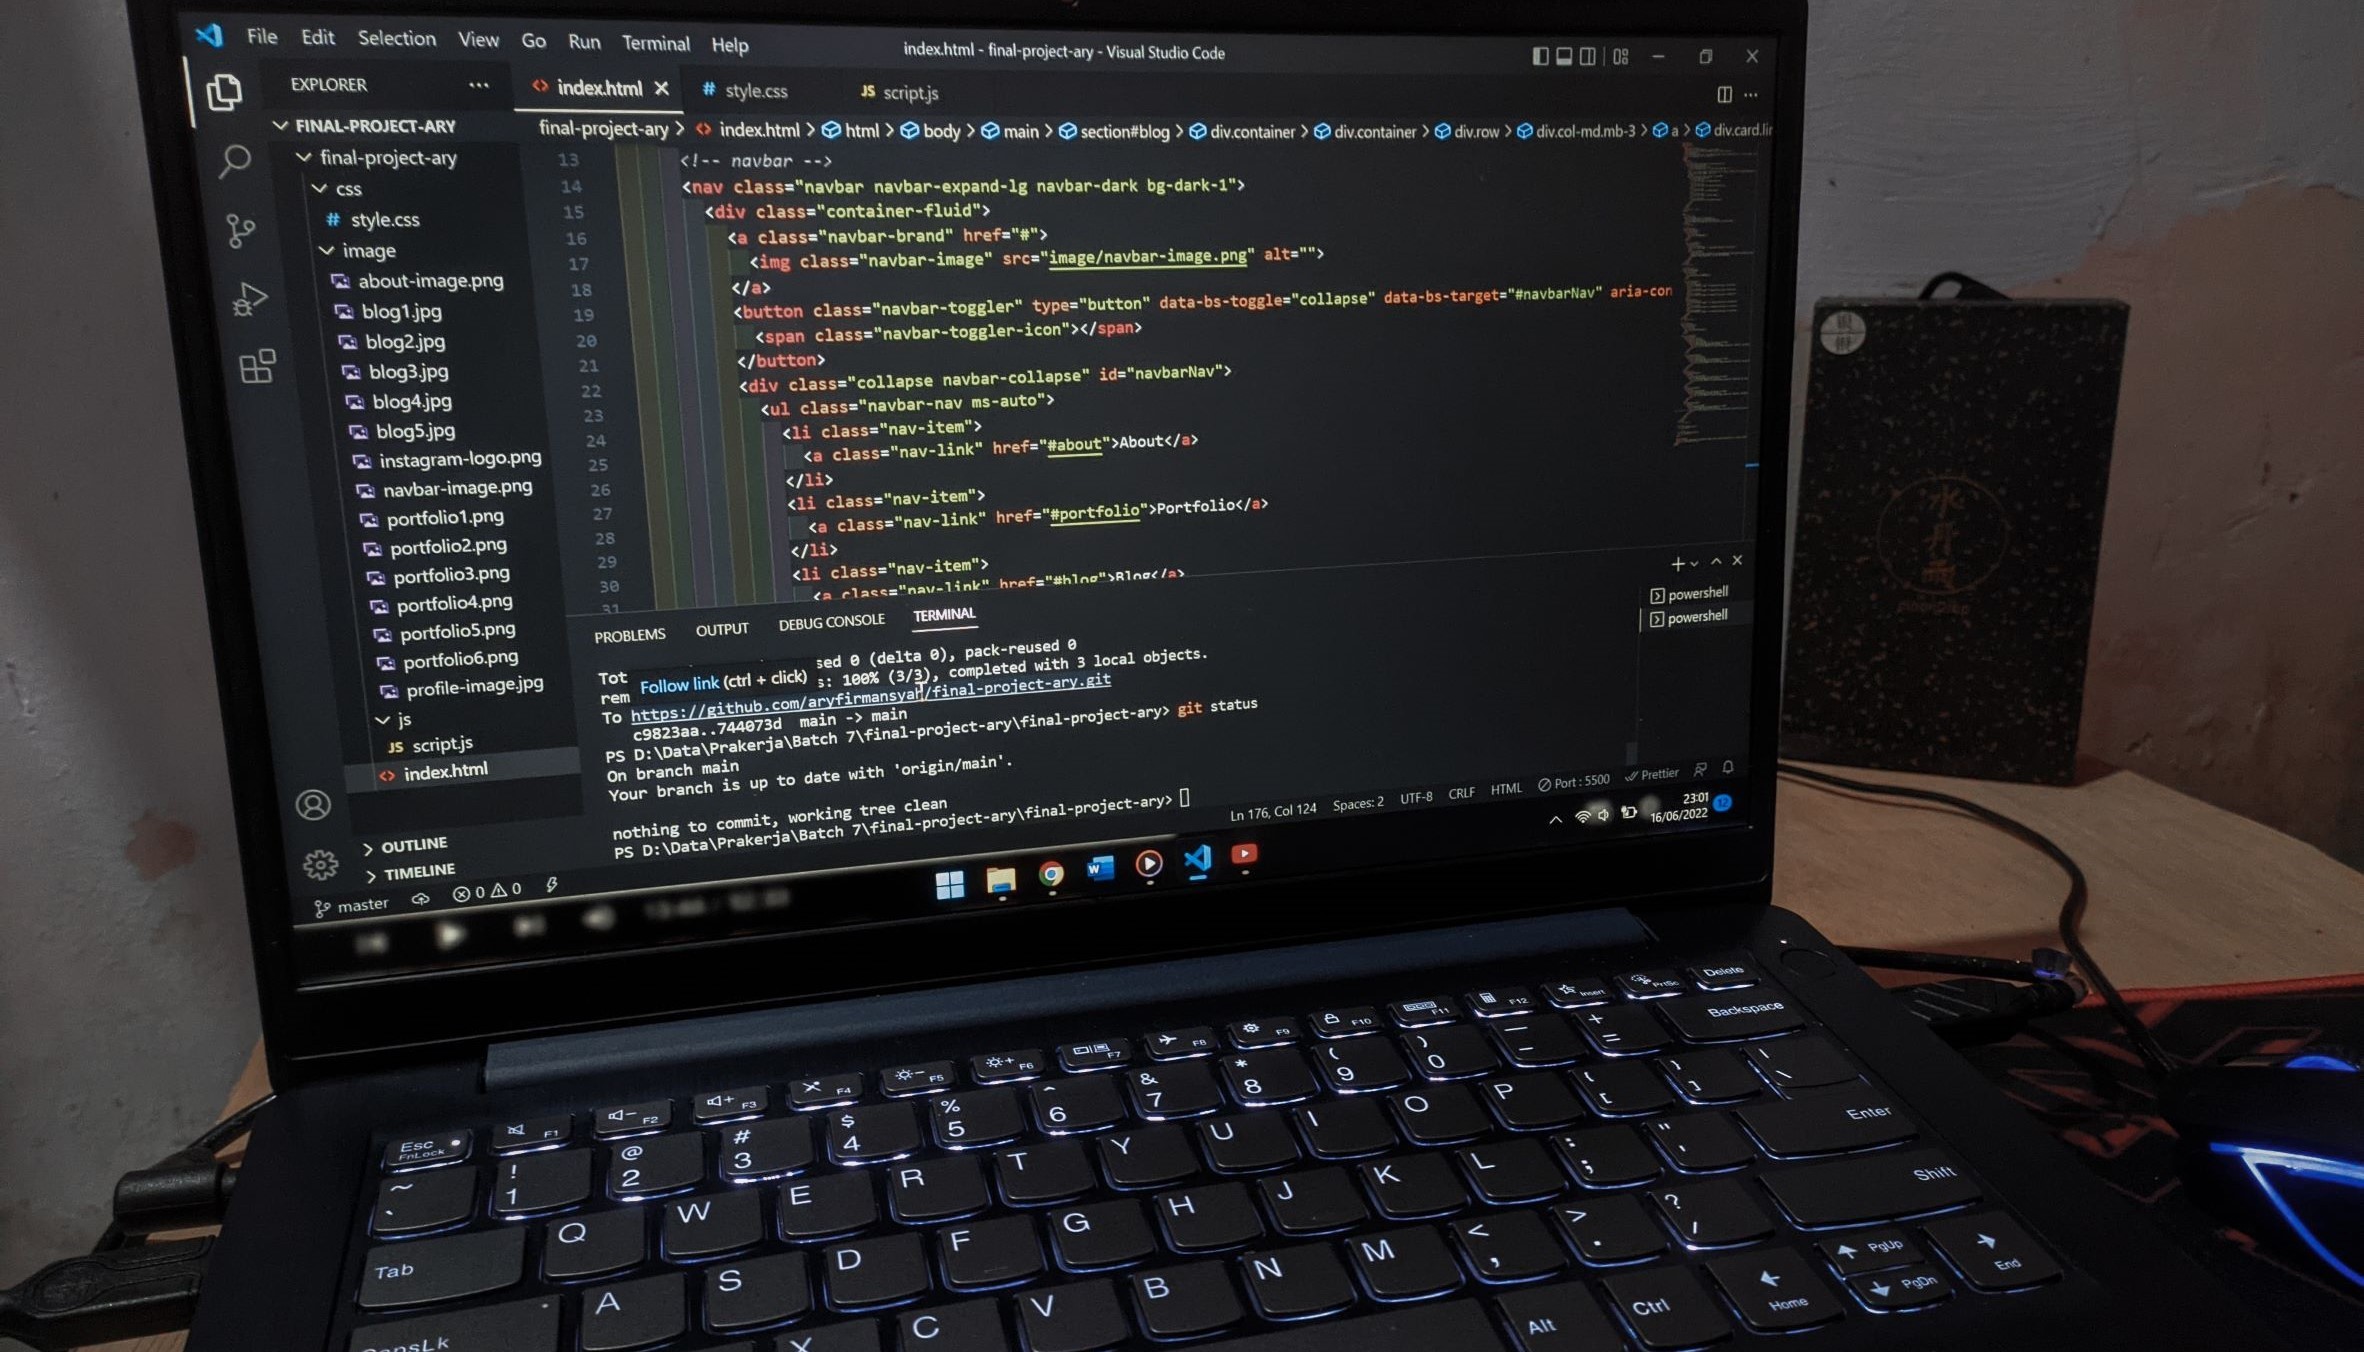 File Edit Selection View Go Run Terminal Help
index.html - final-project-ary - Visual Studio Code
EXPLORER
index.html
# style.css
JS script.js
FINAL-PROJECT-ARY
final-project-ary
css
# style.css
image
about-image.png
blog1.jpg
blog2.jpg
blog3.jpg
blog4.jpg
blog5.jpg
instagram-logo.png
navbar-image.png
portfolio1.png
portfolio2.png
portfolio3.png
portfolio4.png
portfolio5.png
portfolio6.png
profile-image.jpg
js
JS script.js
<> index.html
OUTLINE
TIMELINE
final-project-ary > <> index.html > html > body > main > section#blog > div.container > div.container > div.row > div.col-md.mb-3 > a > div.card.lin
13 <!-- navbar -->
14 <nav class="navbar navbar-expand-lg navbar-dark bg-dark-1">
15 <div class="container-fluid">
16 <a class="navbar-brand" href="#">
17 <img class="navbar-image" src="image/navbar-image.png" alt="">
18 </a>
19 <button class="navbar-toggler" type="button" data-bs-toggle="collapse" data-bs-target="#navbarNav" aria-con
20 <span class="navbar-toggler-icon"></span>
21 </button>
22 <div class="collapse navbar-collapse" id="navbarNav">
23 <ul class="navbar-nav ms-auto">
24 <li class="nav-item">
25 <a class="nav-link" href="#about">About</a>
26 </li>
27 <li class="nav-item">
28 <a class="nav-link" href="#portfolio">Portfolio</a>
29 </li>
30 <li class="nav-item">
31 <a class="nav-link" href="#blog">Blog</a>
PROBLEMS OUTPUT DEBUG CONSOLE TERMINAL
powershell
powershell
Tot sed 0 (delta 0), pack-reused 0
Follow link (ctrl + click)
rem s: 100% (3/3), completed with 3 local objects.
To https://github.com/aryfirmansyah/final-project-ary.git
c9823aa..744073d main -> main
PS D:\Data\Prakerja\Batch 7\final-project-ary\final-project-ary> git status
On branch main
Your branch is up to date with 'origin/main'.
nothing to commit, working tree clean
PS D:\Data\Prakerja\Batch 7\final-project-ary\final-project-ary>
master 0 0
Ln 176, Col 124 Spaces: 2 UTF-8 CRLF HTML Port : 5500 Prettier
23:01
16/06/2022
12
水
丹
Esc F1 F2 F3 F4 F5 F6 F7 F8 F9 F10 F11 F12 Insert PrtSc Delete
FnLock
~ ! @ # $ % ^ & * ( ) — + Backspace
` 1 2 3 4 5 6 7 8 9 0 - =
Tab Q W E R T Y U I O P { [ } ] | \
A S D F G H J K L : ; " ' Enter
X C V B N M < , > . ? / Shift
Alt Ctrl Home PgUp PgDn End